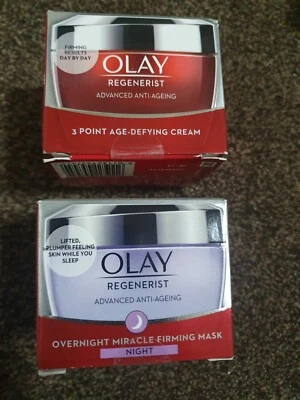 FIRMING
RESULTS
DAY BY DAY
OLAY
REGENERIST
ADVANCED ANTI-AGEING
3 POINT AGE-DEFYING CREAM
LIFTED,
PLUMPER FEELING
SKIN WHILE YOU
SLEEP
OLAY
REGENERIST
ADVANCED ANTI-AGEING
OVERNIGHT MIRACLE FIRMING MASK
NIGHT